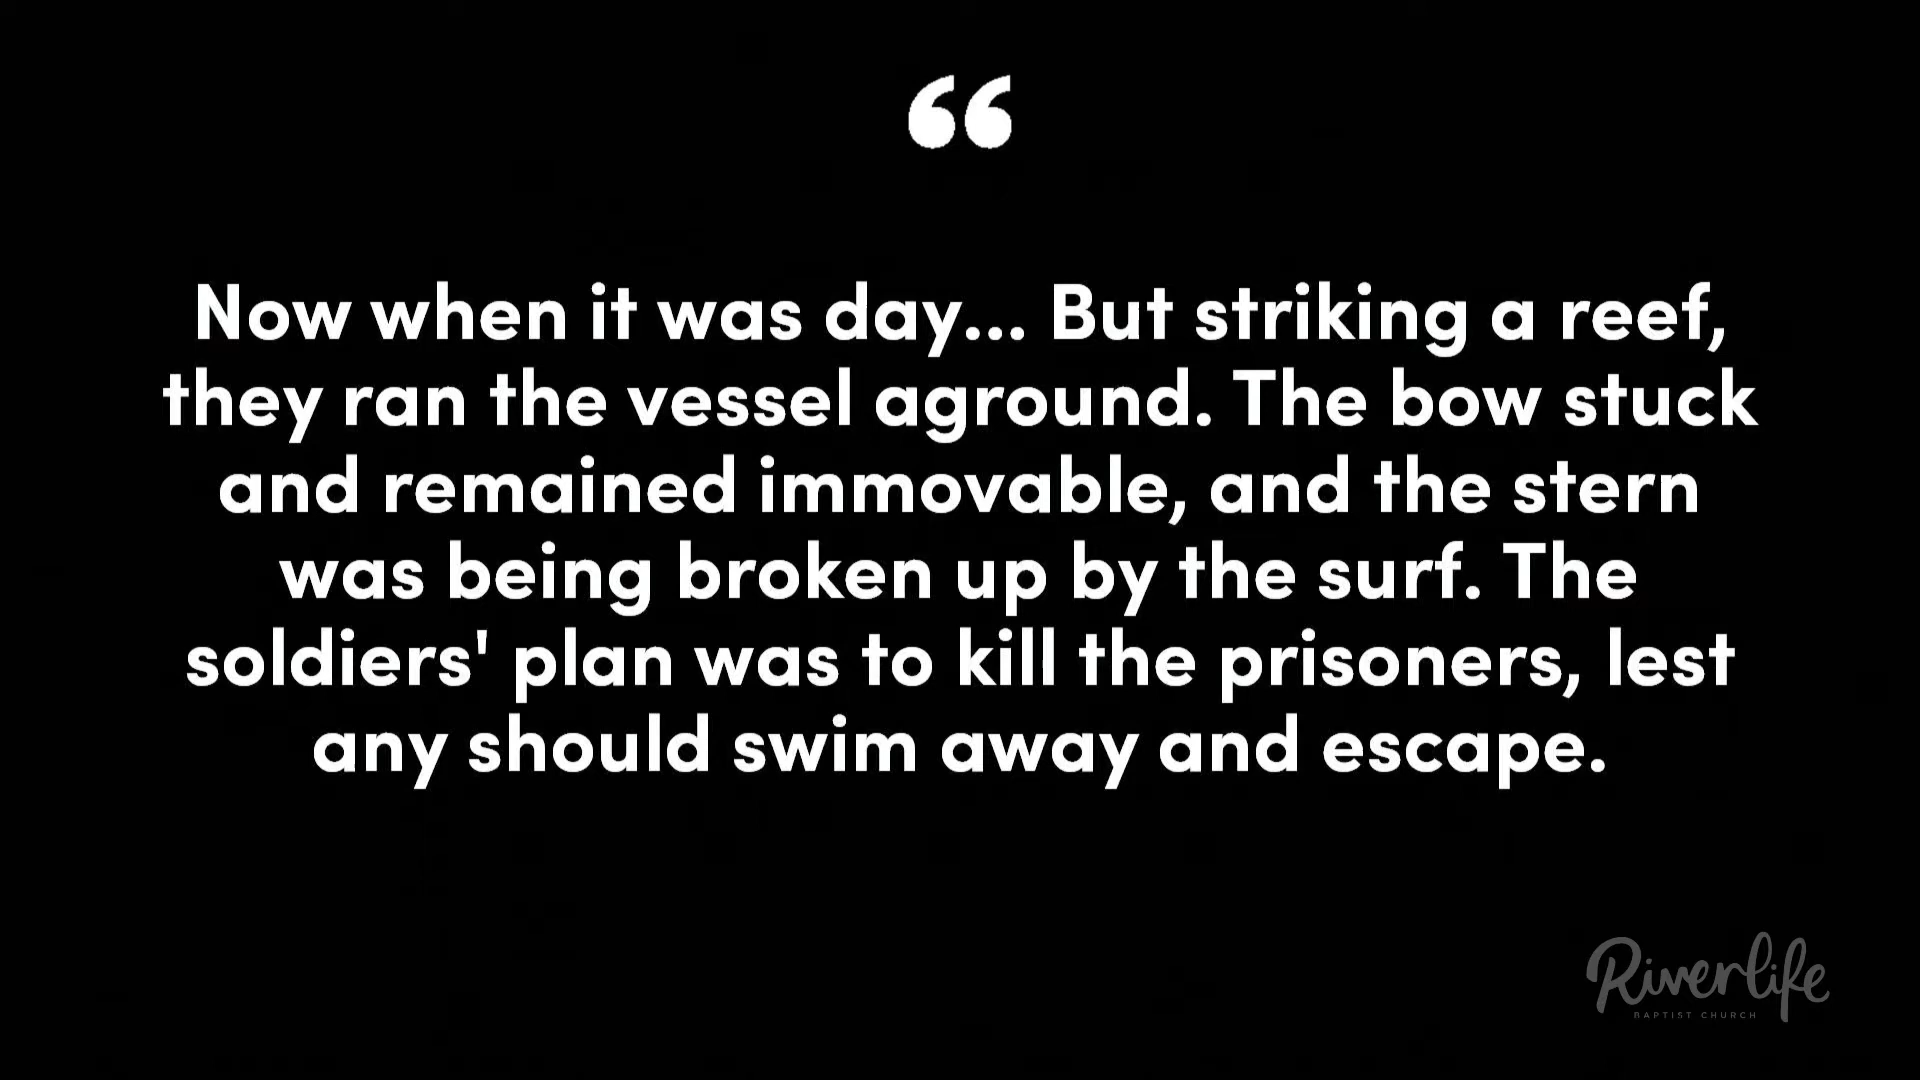 “
Now when it was day... But striking a reef,
they ran the vessel aground. The bow stuck
and remained immovable, and the stern
was being broken up by the surf. The
soldiers' plan was to kill the prisoners, lest
any should swim away and escape.
Riverlife
BAPTIST CHURCH